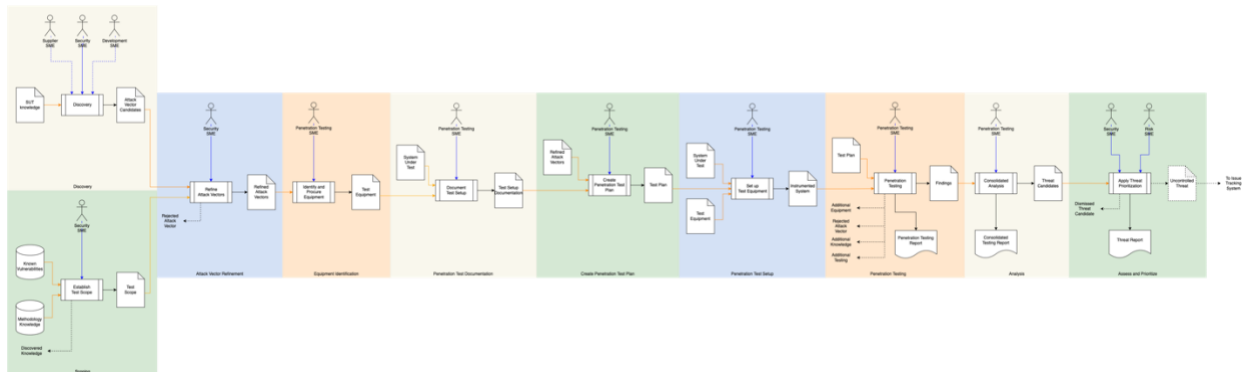 Supplier
SME
Security
SME
Development
SME
SUT
Knowledge
Discovery
Attack
Vector
Candidates
Discovery
Security
SME
Known
Vulnerabilities
Methodology
Knowledge
Establish
Test Scope
Test
Scope
Discovered
Knowledge
Security
SME
Refine
Attack Vectors
Refined
Attack
Vectors
Rejected
Attack
Vector
Attack Vector Refinement
Penetration Testing
SME
Identify and
Procure
Equipment
Test
Equipment
Equipment Identification
Penetration Testing
SME
System
Under
Test
Document
Test Setup
Test Setup
Documentation
Penetration Test Documentation
Penetration Testing
SME
Refined
Attack
Vectors
Create
Penetration Test
Plan
Test Plan
Create Penetration Test Plan
Penetration Testing
SME
System
Under
Test
Set up
Test Equipment
Test
Equipment
Instrumented
System
Penetration Test Setup
Penetration Testing
SME
Test Plan
Penetration
Testing
Findings
Additional
Equipment
Rejected
Attack
Vector
Additional
Knowledge
Additional
Testing
Penetration Testing
Report
Penetration Testing
Penetration Testing
SME
Consolidated
Analysis
Threat
Candidates
Consolidated
Testing Report
Analysis
Security
SME
Risk
SME
Apply Threat
Prioritization
Uncontrolled
Threat
Dismissed
Threat
Candidate
Threat Report
Assess and Prioritize
To Issue
Tracking
System